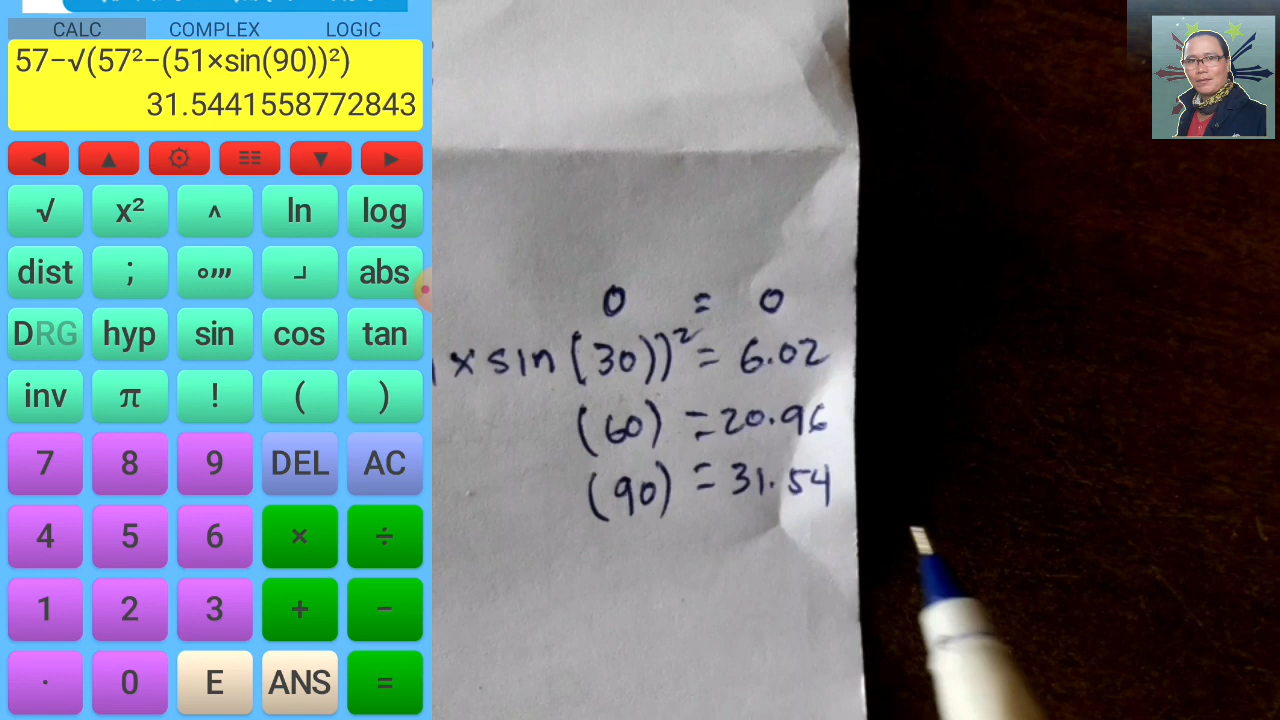 CALC COMPLEX LOGIC
57−√(57²−(51×sin(90))²)
31.5441558772843
√ x² ^ ln log
dist ; °,,, ┘ abs
DRG hyp sin cos tan
inv π ! ( )
7 8 9 DEL AC
4 5 6 × ÷
1 2 3 + −
. 0 E ANS =
0 = 0
× sin (30))² = 6.02
(60) = 20.96
(90) = 31.54